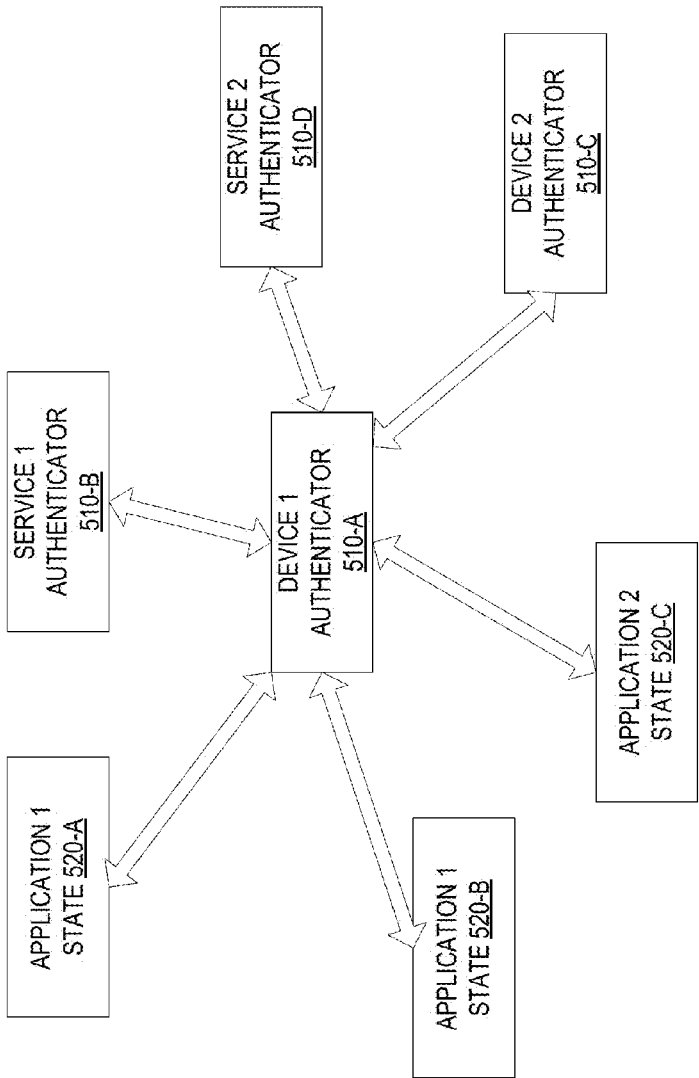 APPLICATION 1
STATE 520-A
SERVICE 1
AUTHENTICATOR
510-B
SERVICE 2
AUTHENTICATOR
510-D
DEVICE 1
AUTHENTICATOR
510-A
APPLICATION 1
STATE 520-B
APPLICATION 2
STATE 520-C
DEVICE 2
AUTHENTICATOR
510-C